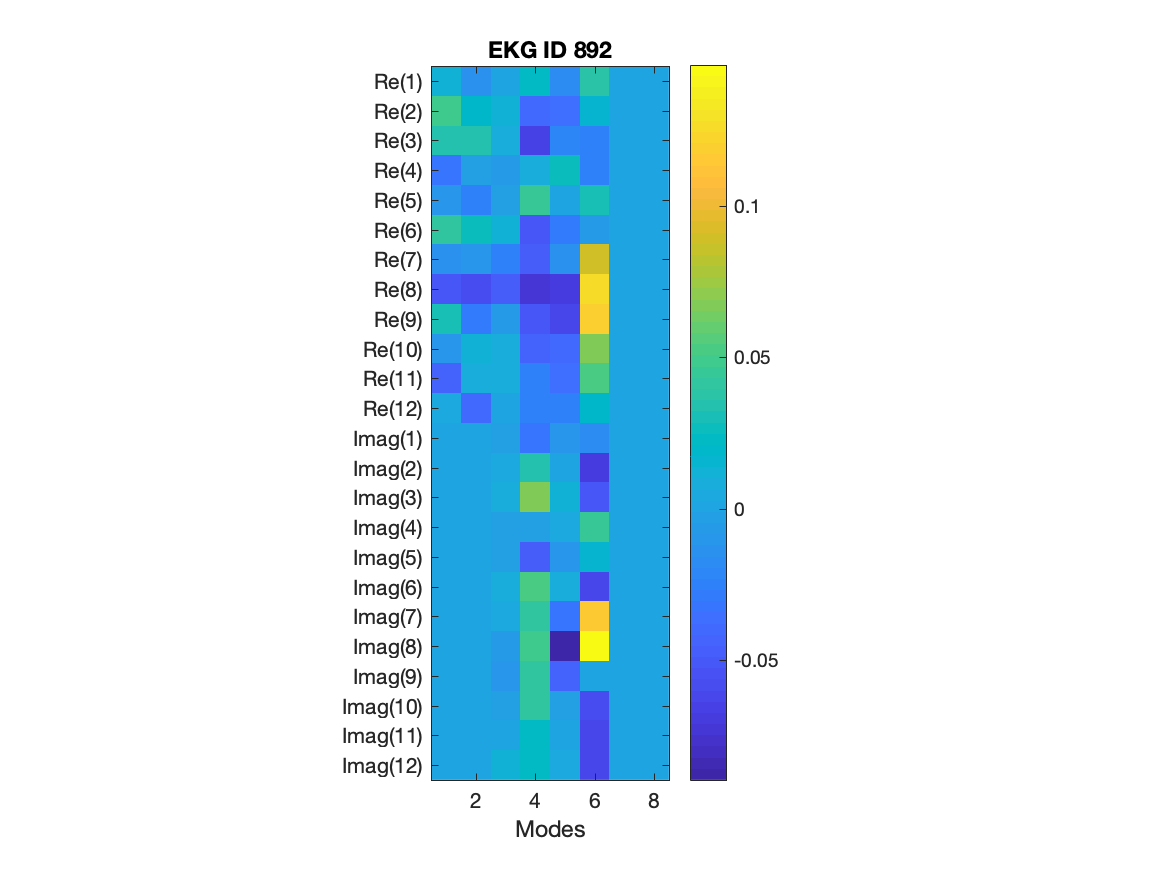 EKG ID 892
Re(1)
Re(2)
Re(3)
Re(4)
Re(5)
Re(6)
Re(7)
Re(8)
Re(9)
Re(10)
Re(11)
Re(12)
Imag(1)
Imag(2)
Imag(3)
Imag(4)
Imag(5)
Imag(6)
Imag(7)
Imag(8)
Imag(9)
Imag(10)
Imag(11)
Imag(12)
2 4 6 8
Modes
0.1
0.05
0
-0.05